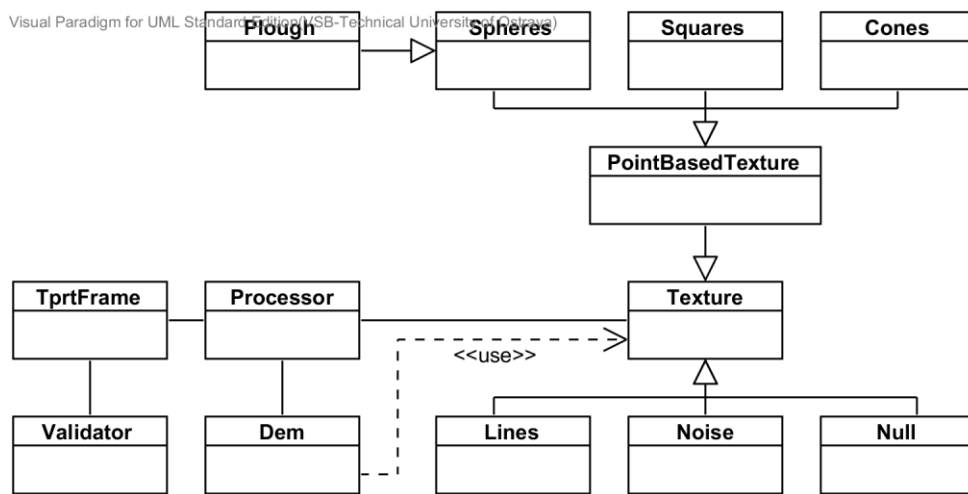 Visual Paradigm for UML Standard Edition(VSB-Technical University of Ostrava)
Plough
Spheres
Squares
Cones
PointBasedTexture
TprtFrame
Processor
Texture
<<use>>
Validator
Dem
Lines
Noise
Null